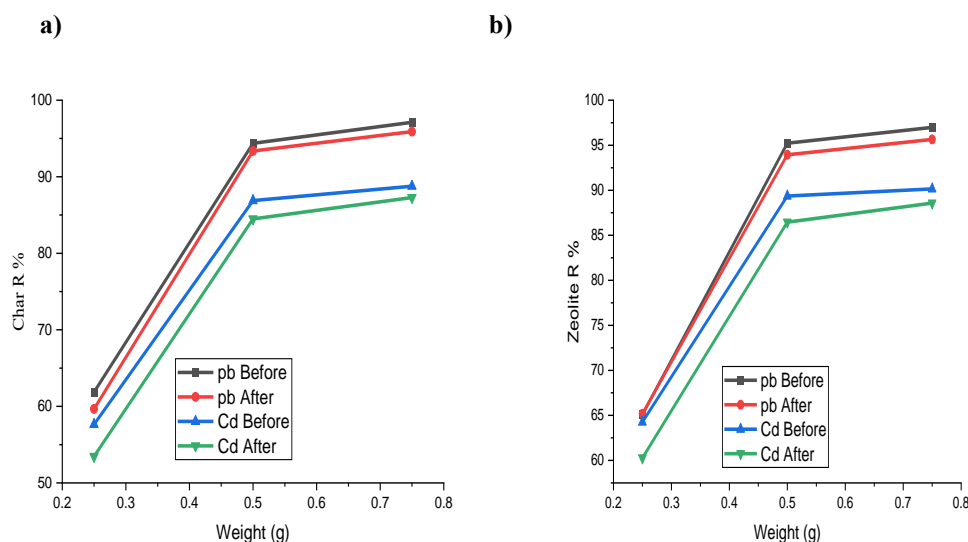 a)
100
90
80
70
60
50
0.2 0.3 0.4 0.5 0.6 0.7 0.8
Char R %
Weight (g)
pb Before
pb After
Cd Before
Cd After
b)
100
95
90
85
80
75
70
65
60
0.2 0.3 0.4 0.5 0.6 0.7 0.8
Zeolite R %
Weight (g)
pb Before
pb After
Cd Before
Cd After